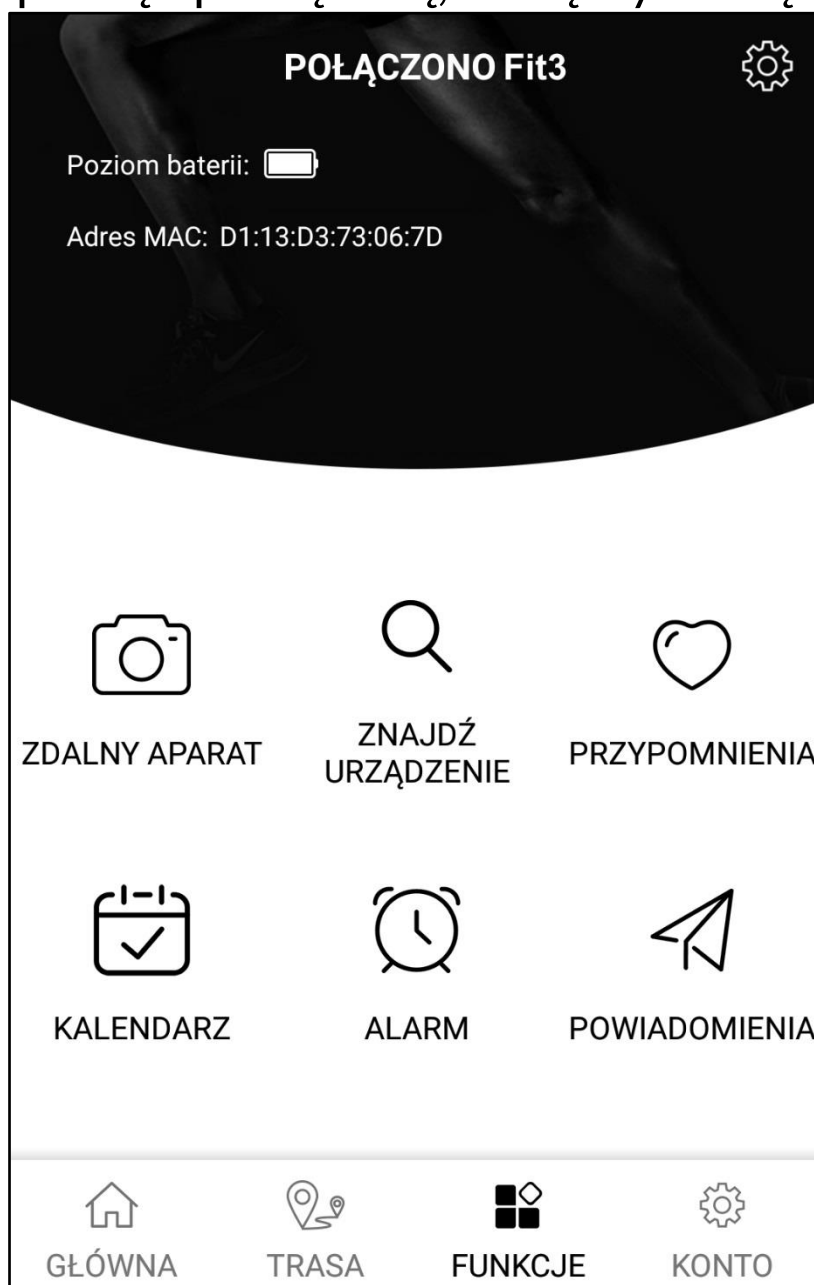 POŁĄCZONO Fit3
Poziom baterii:
Adres MAC: D1:13:D3:73:06:7D
ZDALNY APARAT
ZNAJDŹ
URZĄDZENIE
PRZYPOMNIENIA
KALENDARZ
ALARM
POWIADOMIENIA
GŁÓWNA
TRASA
FUNKCJE
KONTO